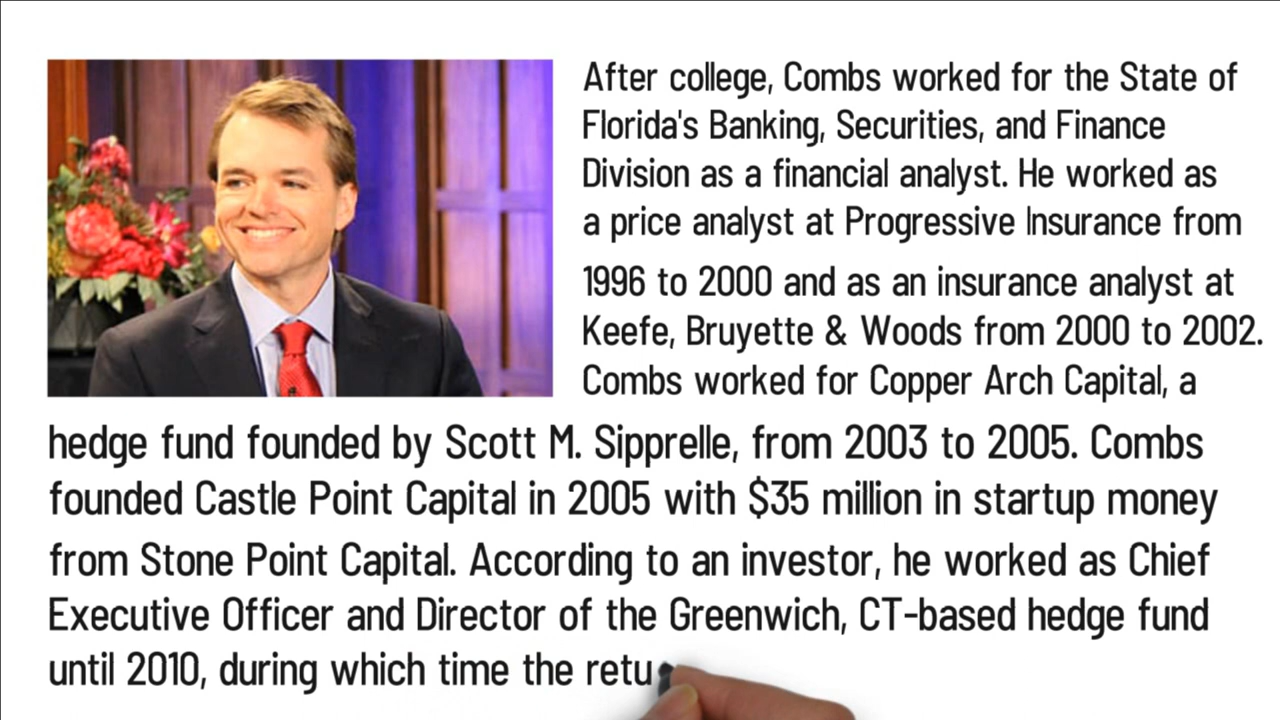 After college, Combs worked for the State of
Florida's Banking, Securities, and Finance
Division as a financial analyst. He worked as
a price analyst at Progressive Insurance from
1996 to 2000 and as an insurance analyst at
Keefe, Bruyette & Woods from 2000 to 2002.
Combs worked for Copper Arch Capital, a
hedge fund founded by Scott M. Sipprelle, from 2003 to 2005. Combs
founded Castle Point Capital in 2005 with $35 million in startup money
from Stone Point Capital. According to an investor, he worked as Chief
Executive Officer and Director of the Greenwich, CT-based hedge fund
until 2010, during which time the retu